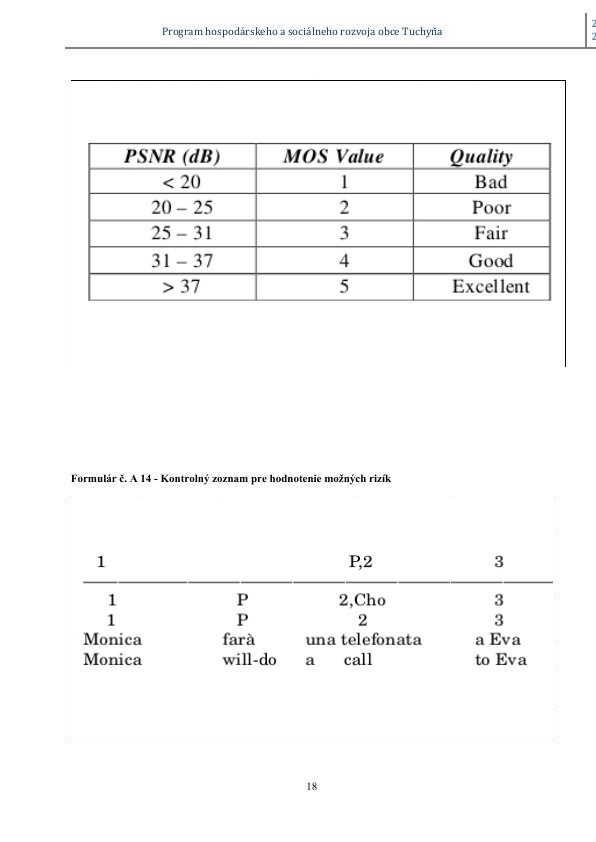 Program hospodárskeho a sociálneho rozvoja obce Tuchyňa
2
2
PSNR (dB) MOS Value Quality
< 20 1 Bad
20 – 25 2 Poor
25 – 31 3 Fair
31 – 37 4 Good
> 37 5 Excellent
Formulár č. A 14 - Kontrolný zoznam pre hodnotenie možných rizík
1 P,2 3
1 P 2,Cho 3
1 P 2 3
Monica farà una telefonata a Eva
Monica will-do a call to Eva
18